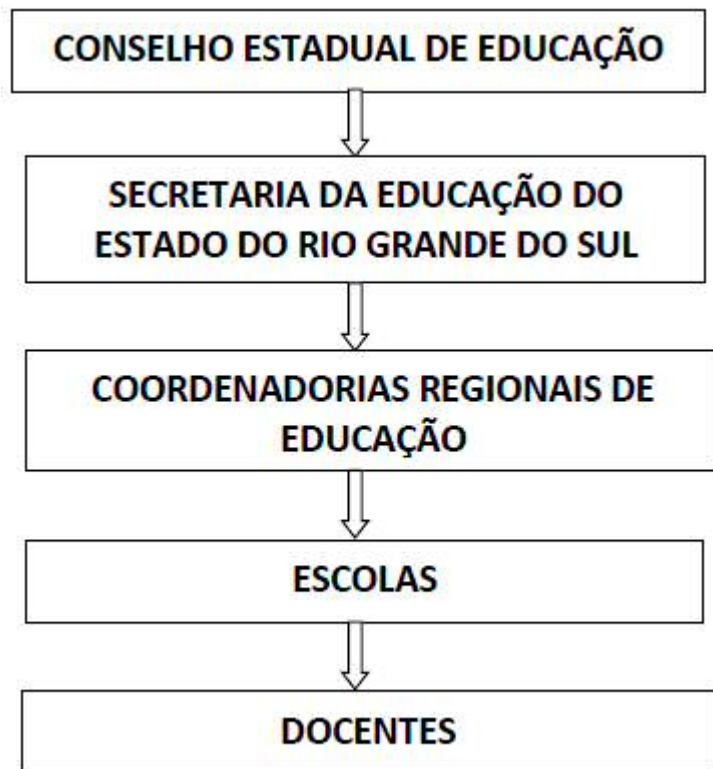 CONSELHO ESTADUAL DE EDUCAÇÃO
SECRETARIA DA EDUCAÇÃO DO
ESTADO DO RIO GRANDE DO SUL
COORDENADORIAS REGIONAIS DE
EDUCAÇÃO
ESCOLAS
DOCENTES